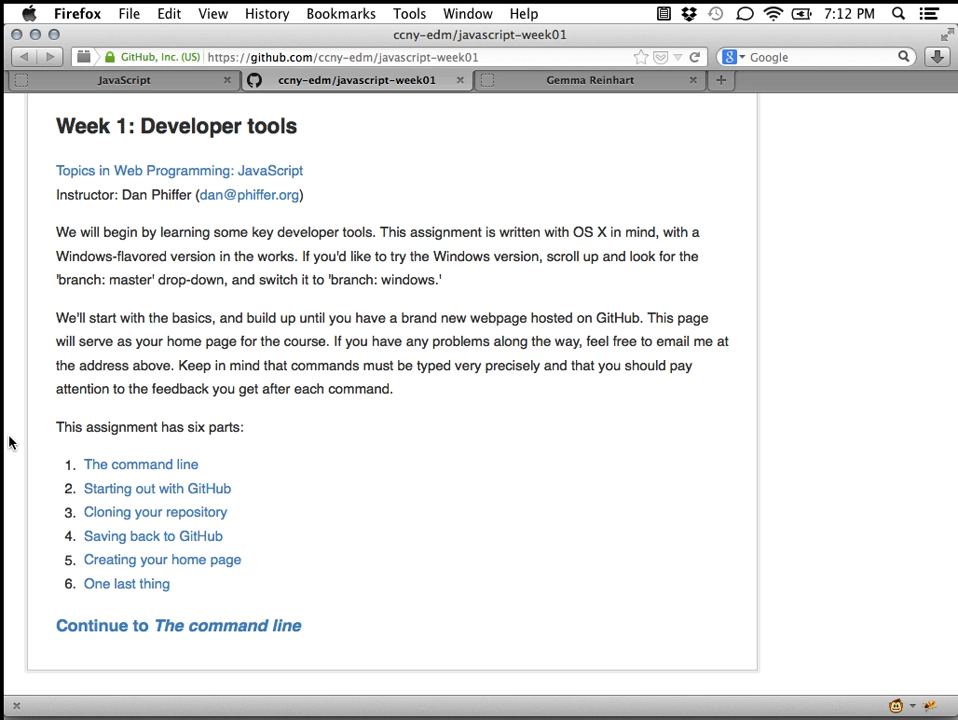 Firefox File Edit View History Bookmarks Tools Window Help 7:12 PM
ccny-edm/javascript-week01
GitHub, Inc. (US) https://github.com/ccny-edm/javascript-week01 Google
JavaScript ccny-edm/javascript-week01 Gemma Reinhart
Week 1: Developer tools
Topics in Web Programming: JavaScript
Instructor: Dan Phiffer (dan@phiffer.org)
We will begin by learning some key developer tools. This assignment is written with OS X in mind, with a
Windows-flavored version in the works. If you'd like to try the Windows version, scroll up and look for the
'branch: master' drop-down, and switch it to 'branch: windows.'
We'll start with the basics, and build up until you have a brand new webpage hosted on GitHub. This page
will serve as your home page for the course. If you have any problems along the way, feel free to email me at
the address above. Keep in mind that commands must be typed very precisely and that you should pay
attention to the feedback you get after each command.
This assignment has six parts:
1. The command line
2. Starting out with GitHub
3. Cloning your repository
4. Saving back to GitHub
5. Creating your home page
6. One last thing
Continue to The command line